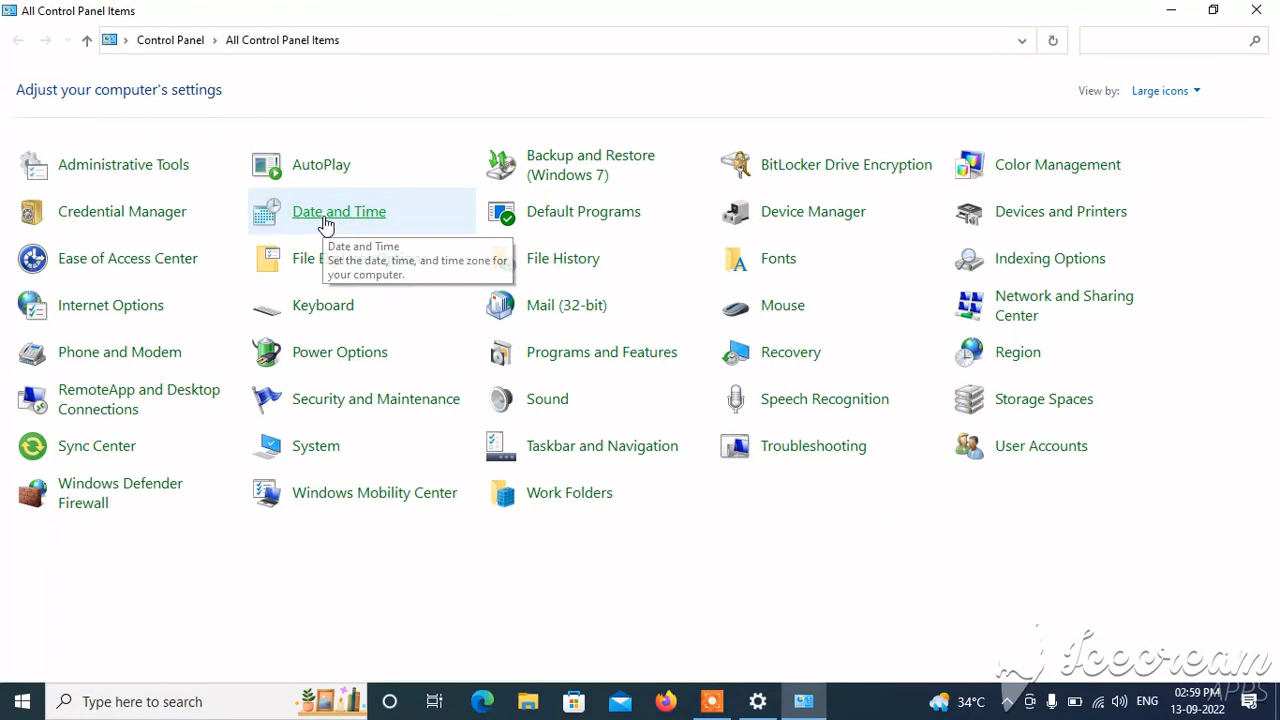 All Control Panel Items
Control Panel
All Control Panel Items
Adjust your computer's settings
View by:
Large icons
Administrative Tools
AutoPlay
Backup and Restore
(Windows 7)
BitLocker Drive Encryption
Color Management
Credential Manager
Date and Time
Default Programs
Device Manager
Devices and Printers
Date and Time
Set the date, time, and time zone for
your computer.
Ease of Access Center
File E
File History
Fonts
Indexing Options
Internet Options
Keyboard
Mail (32-bit)
Mouse
Network and Sharing
Center
Phone and Modem
Power Options
Programs and Features
Recovery
Region
RemoteApp and Desktop
Connections
Security and Maintenance
Sound
Speech Recognition
Storage Spaces
Sync Center
System
Taskbar and Navigation
Troubleshooting
User Accounts
Windows Defender
Firewall
Windows Mobility Center
Work Folders
Icecream
APPS
Type here to search
34°C
ENG
02:59 PM
13-09-2022